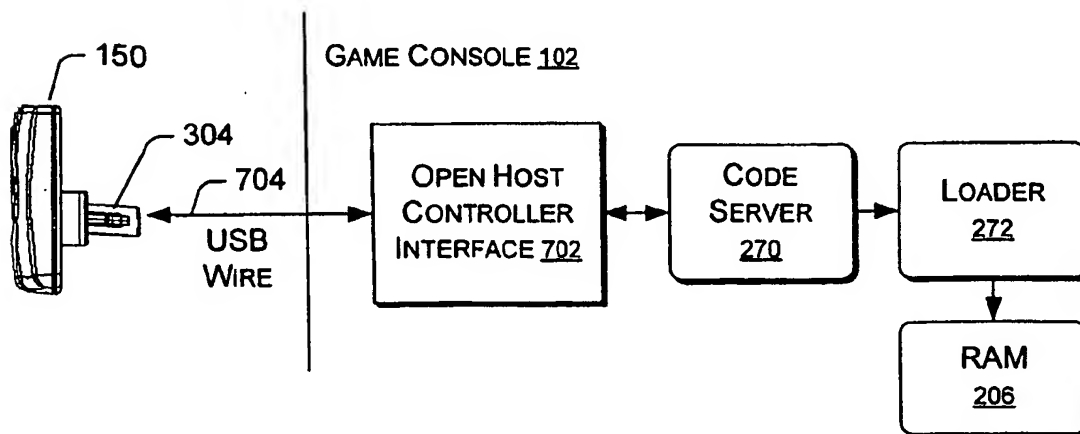 150
GAME CONSOLE 102
304
704
USB
WIRE
OPEN HOST
CONTROLLER
INTERFACE 702
CODE
SERVER
270
LOADER
272
RAM
206